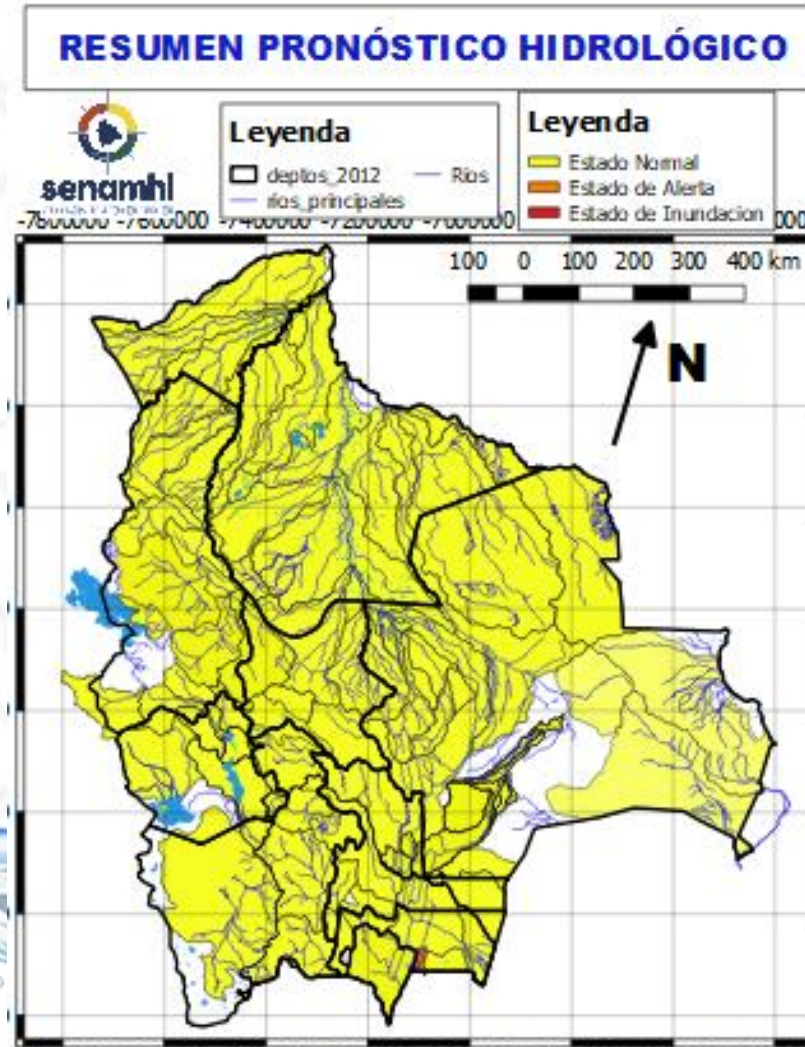 RESUMEN PRONÓSTICO HIDROLÓGICO
senamhi
Leyenda
deptos_2012
Rios
rios_principales
Leyenda
Estado Normal
Estado de Alerta
Estado de Inundacion
-7600000
-7400000
-7200000
-7000000
100 0 100 200 300 400 km
N